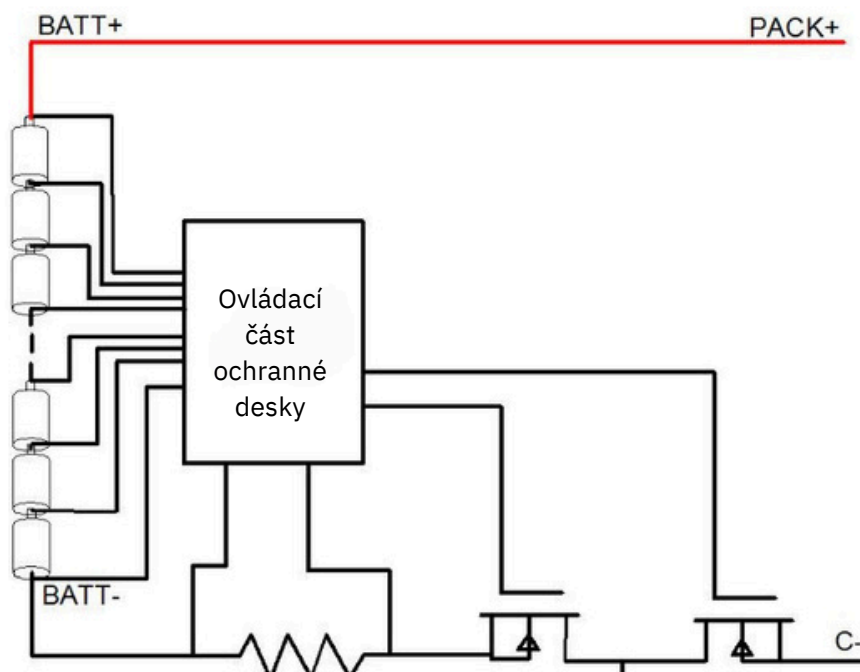 BATT+
PACK+
Ovládací
část
ochranné
desky
BATT-
C-